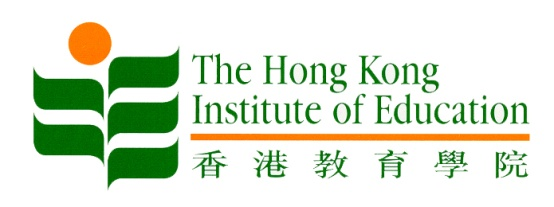 The Hong Kong
Institute of Education
香港教育學院